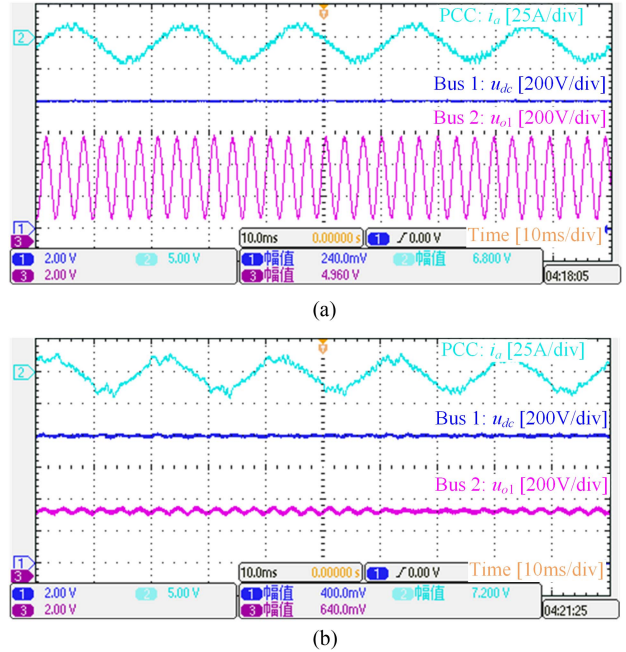 2
PCC: iₐ [25A/div]
Bus 1: u_dc [200V/div]
Bus 2: u_o1 [200V/div]
1
3
10.0ms 0.00000 s 1 0.00 V Time [10ms/div]
1 2.00 V 2 5.00 V 1 幅值 240.0mV 2 幅值 6.800 V
3 2.00 V 3 幅值 4.960 V 04:18:05
(a)
2
PCC: iₐ [25A/div]
Bus 1: u_dc [200V/div]
Bus 2: u_o1 [200V/div]
1
3
10.0ms 0.00000 s 1 0.00 V Time [10ms/div]
1 2.00 V 2 5.00 V 1 幅值 400.0mV 2 幅值 7.200 V
3 2.00 V 3 幅值 640.0mV 04:21:25
(b)